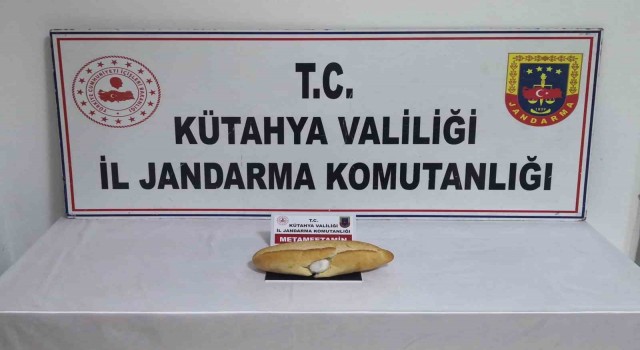 T.C.
KÜTAHYA VALİLİĞİ
İL JANDARMA KOMUTANLIĞI
JANDARMA
T.C.
KÜTAHYA VALİLİĞİ
İL JANDARMA KOMUTANLIĞI
METAMFETAMİN